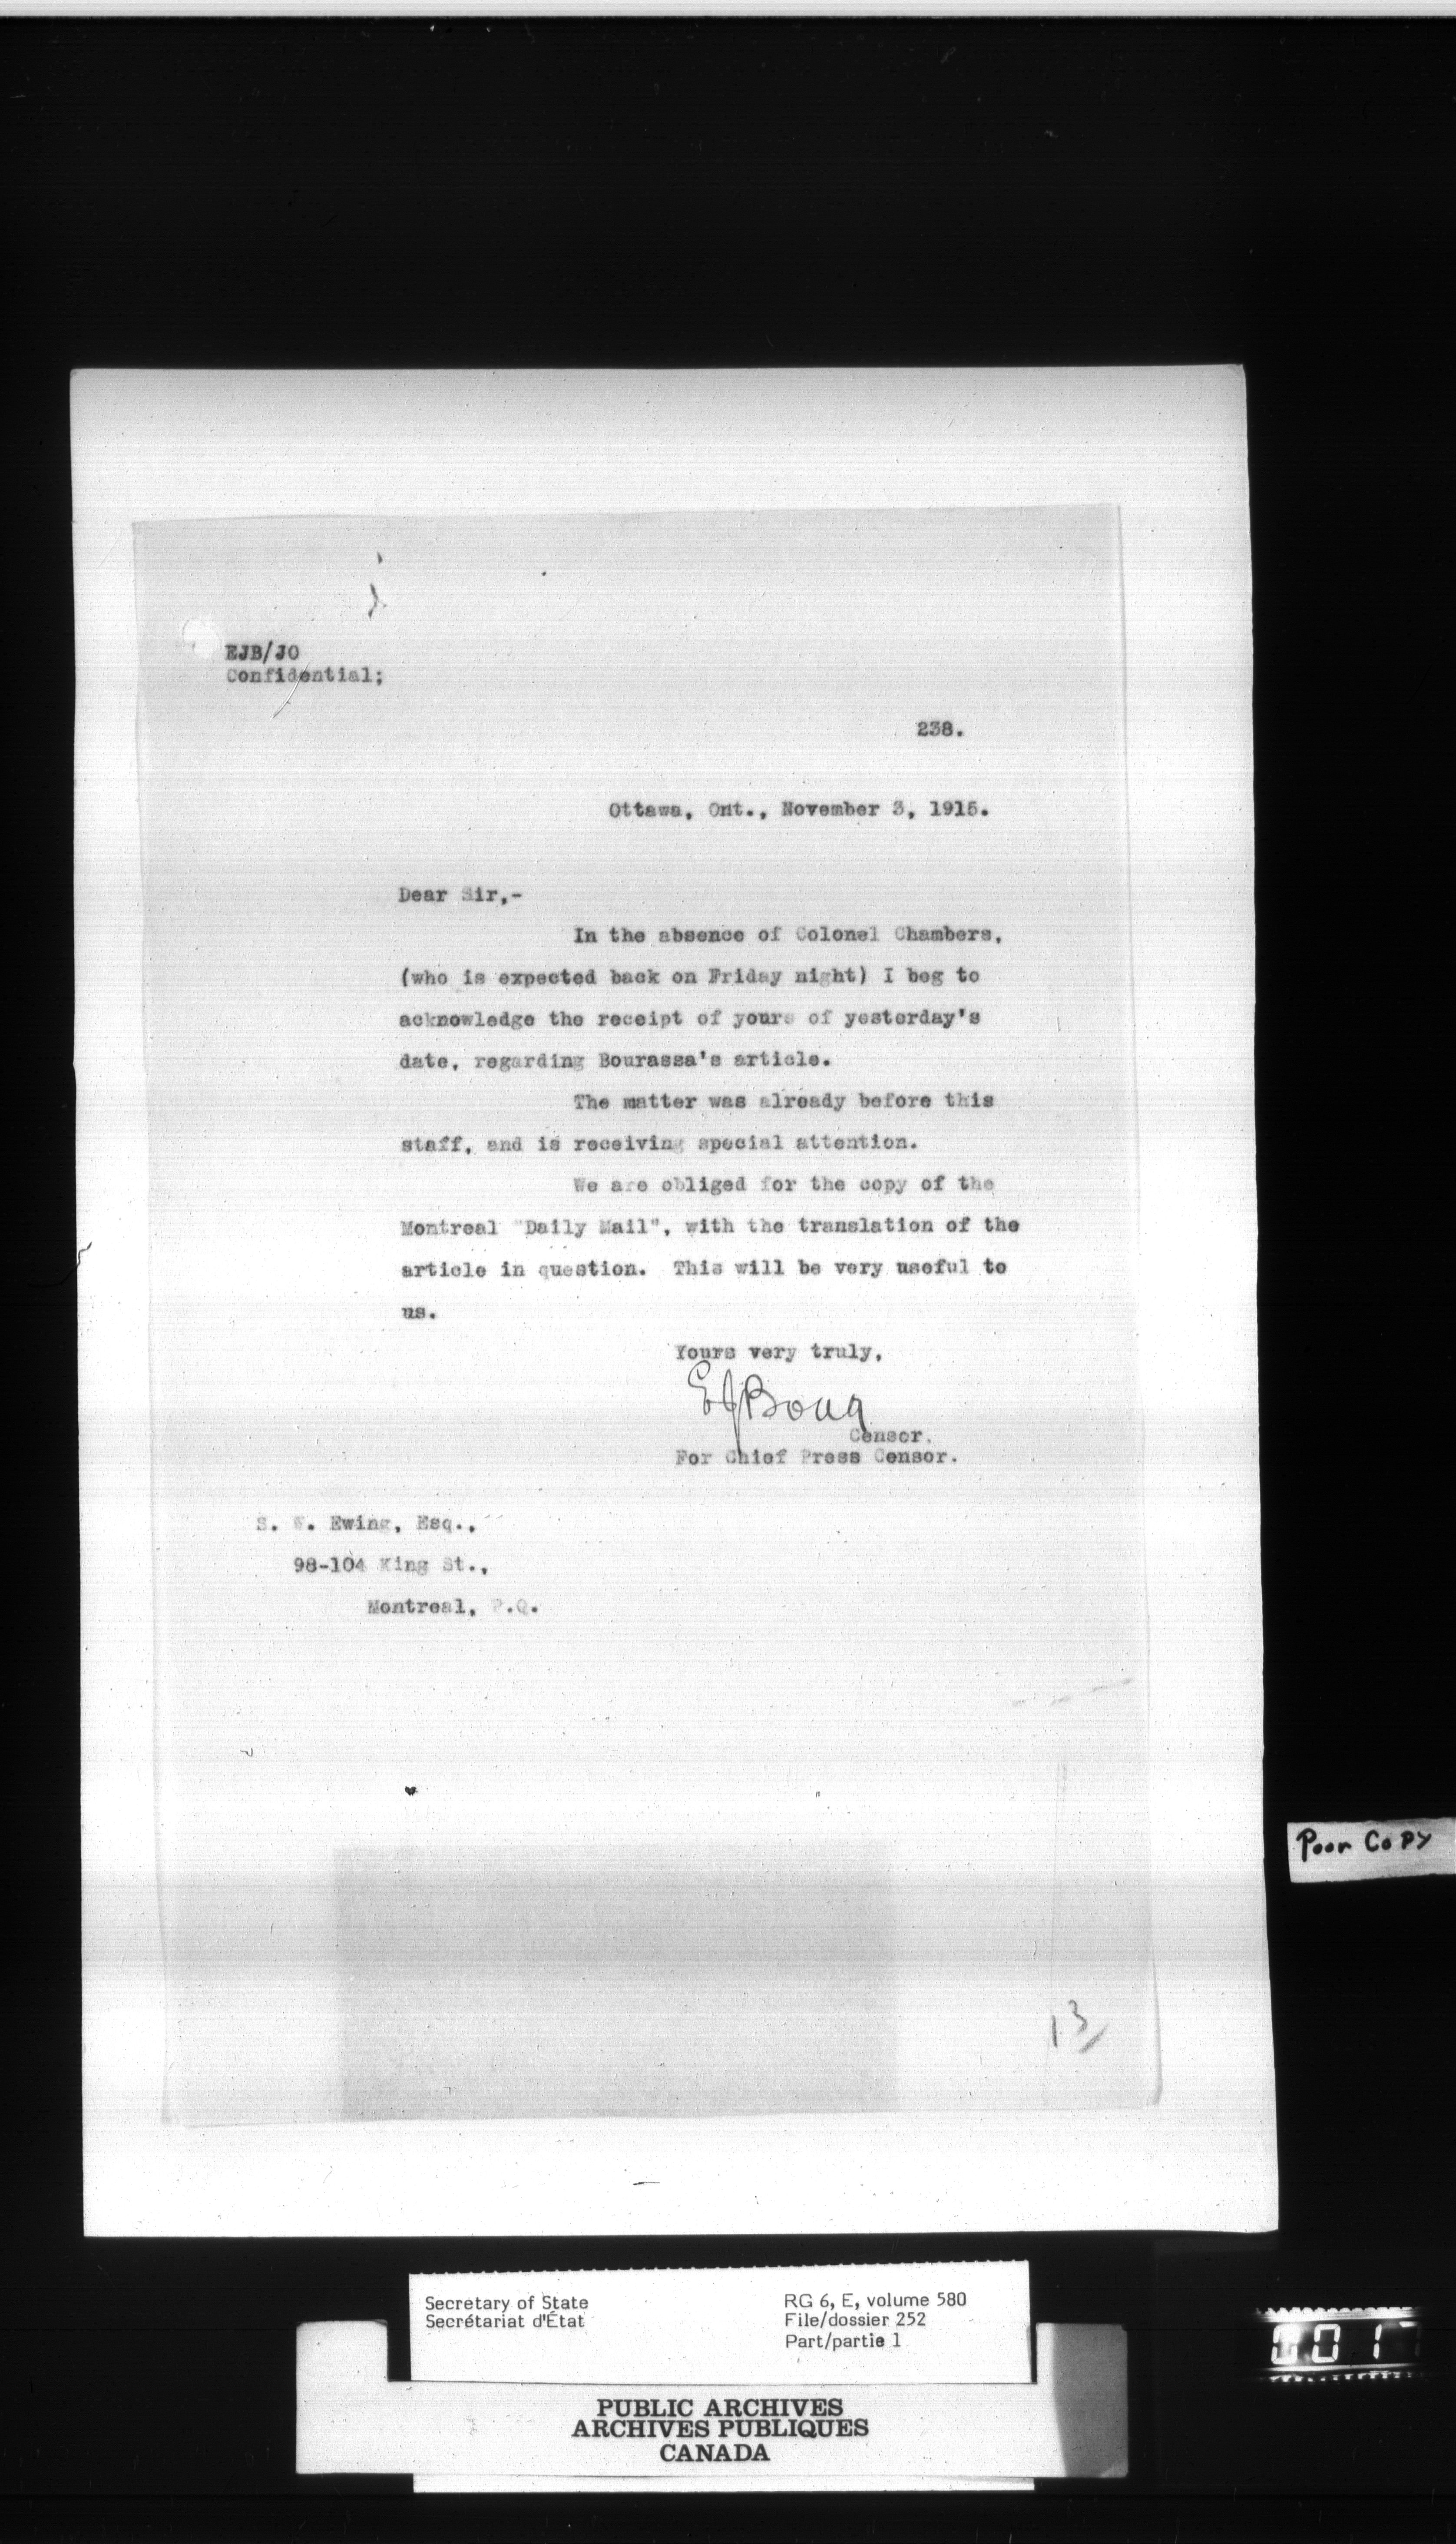 EJB/JO
Confidential;
238.
Ottawa, Ont., November 3, 1915.
Dear Sir,-
In the absence of Colonel Chambers,
(who is expected back on Friday night) I beg to
acknowledge the receipt of yours of yesterday's
date, regarding Bourassa's article.
The matter was already before this
staff, and is receiving special attention.
We are obliged for the copy of the
Montreal "Daily Mail", with the translation of the
article in question. This will be very useful to
us.
Yours very truly,
Censor.
For Chief Press Censor.
S. W. Ewing, Esq.,
98-104 King St.,
Montreal, P.Q.
Poor Copy
13
Secretary of State
Secrétariat d'État
RG 6, E, volume 580
File/dossier 252
Part/partie 1
PUBLIC ARCHIVES
ARCHIVES PUBLIQUES
CANADA
0017